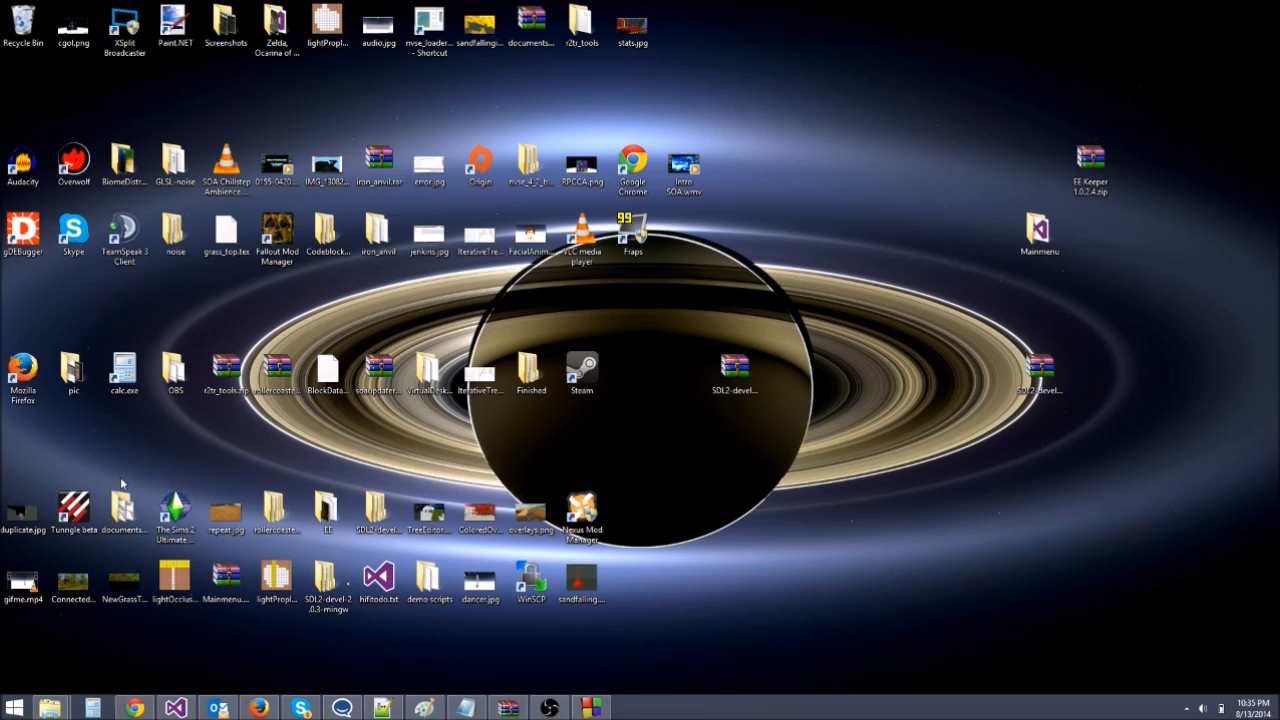 Recycle Bin
cgol.png
XSplit
Broadcaster
Paint.NET
Screenshots
Zelda,
Ocarina of ...
lightPropl...
audio.jpg
nvse_loader...
- Shortcut
sandfallingi...
documents...
r2tr_tools
stats.jpg
Audacity
Overwolf
BiomeDistr...
GLSL-noise
SOA Chillstep
Ambience...
0155-0420...
IMG_13082...
iron_anvil.rar
error.jpg
Origin
nvse_4_2_b...
RPCCA.png
Google
Chrome
Intro
SOA.wmv
EE Keeper
1.0.2.4.zip
gDEBugger
Skype
TeamSpeak 3
Client
noise
grass_top.tex
Fallout Mod
Manager
Codeblock...
iron_anvil
jenkins.jpg
IterativeTre...
FacialAnim...
VLC media
player
99
Fraps
Mainmenu
Mozilla
Firefox
pic
calc.exe
OBS
r2tr_tools.zip
rollercoaste...
BlockData...
soaupdater...
VirtualDesk...
IterativeTre...
Finished
Steam
SDL2-devel...
SDL2-devel...
duplicate.jpg
Tunngle beta
documents...
The Sims 2
Ultimate ...
repeat.jpg
rollercoaste...
EE
SDL2-devel...
TreeEditor...
ColoredOv...
overlays.png
Nexus Mod
Manager
gifme.mp4
Connected...
NewGrassT...
lightOcclus...
Mainmenu...
lightPropl...
SDL2-devel-2
.0.3-mingw
hifitodo.txt
demo scripts
dancer.jpg
WinSCP
sandfalling...
10:35 PM
8/13/2014